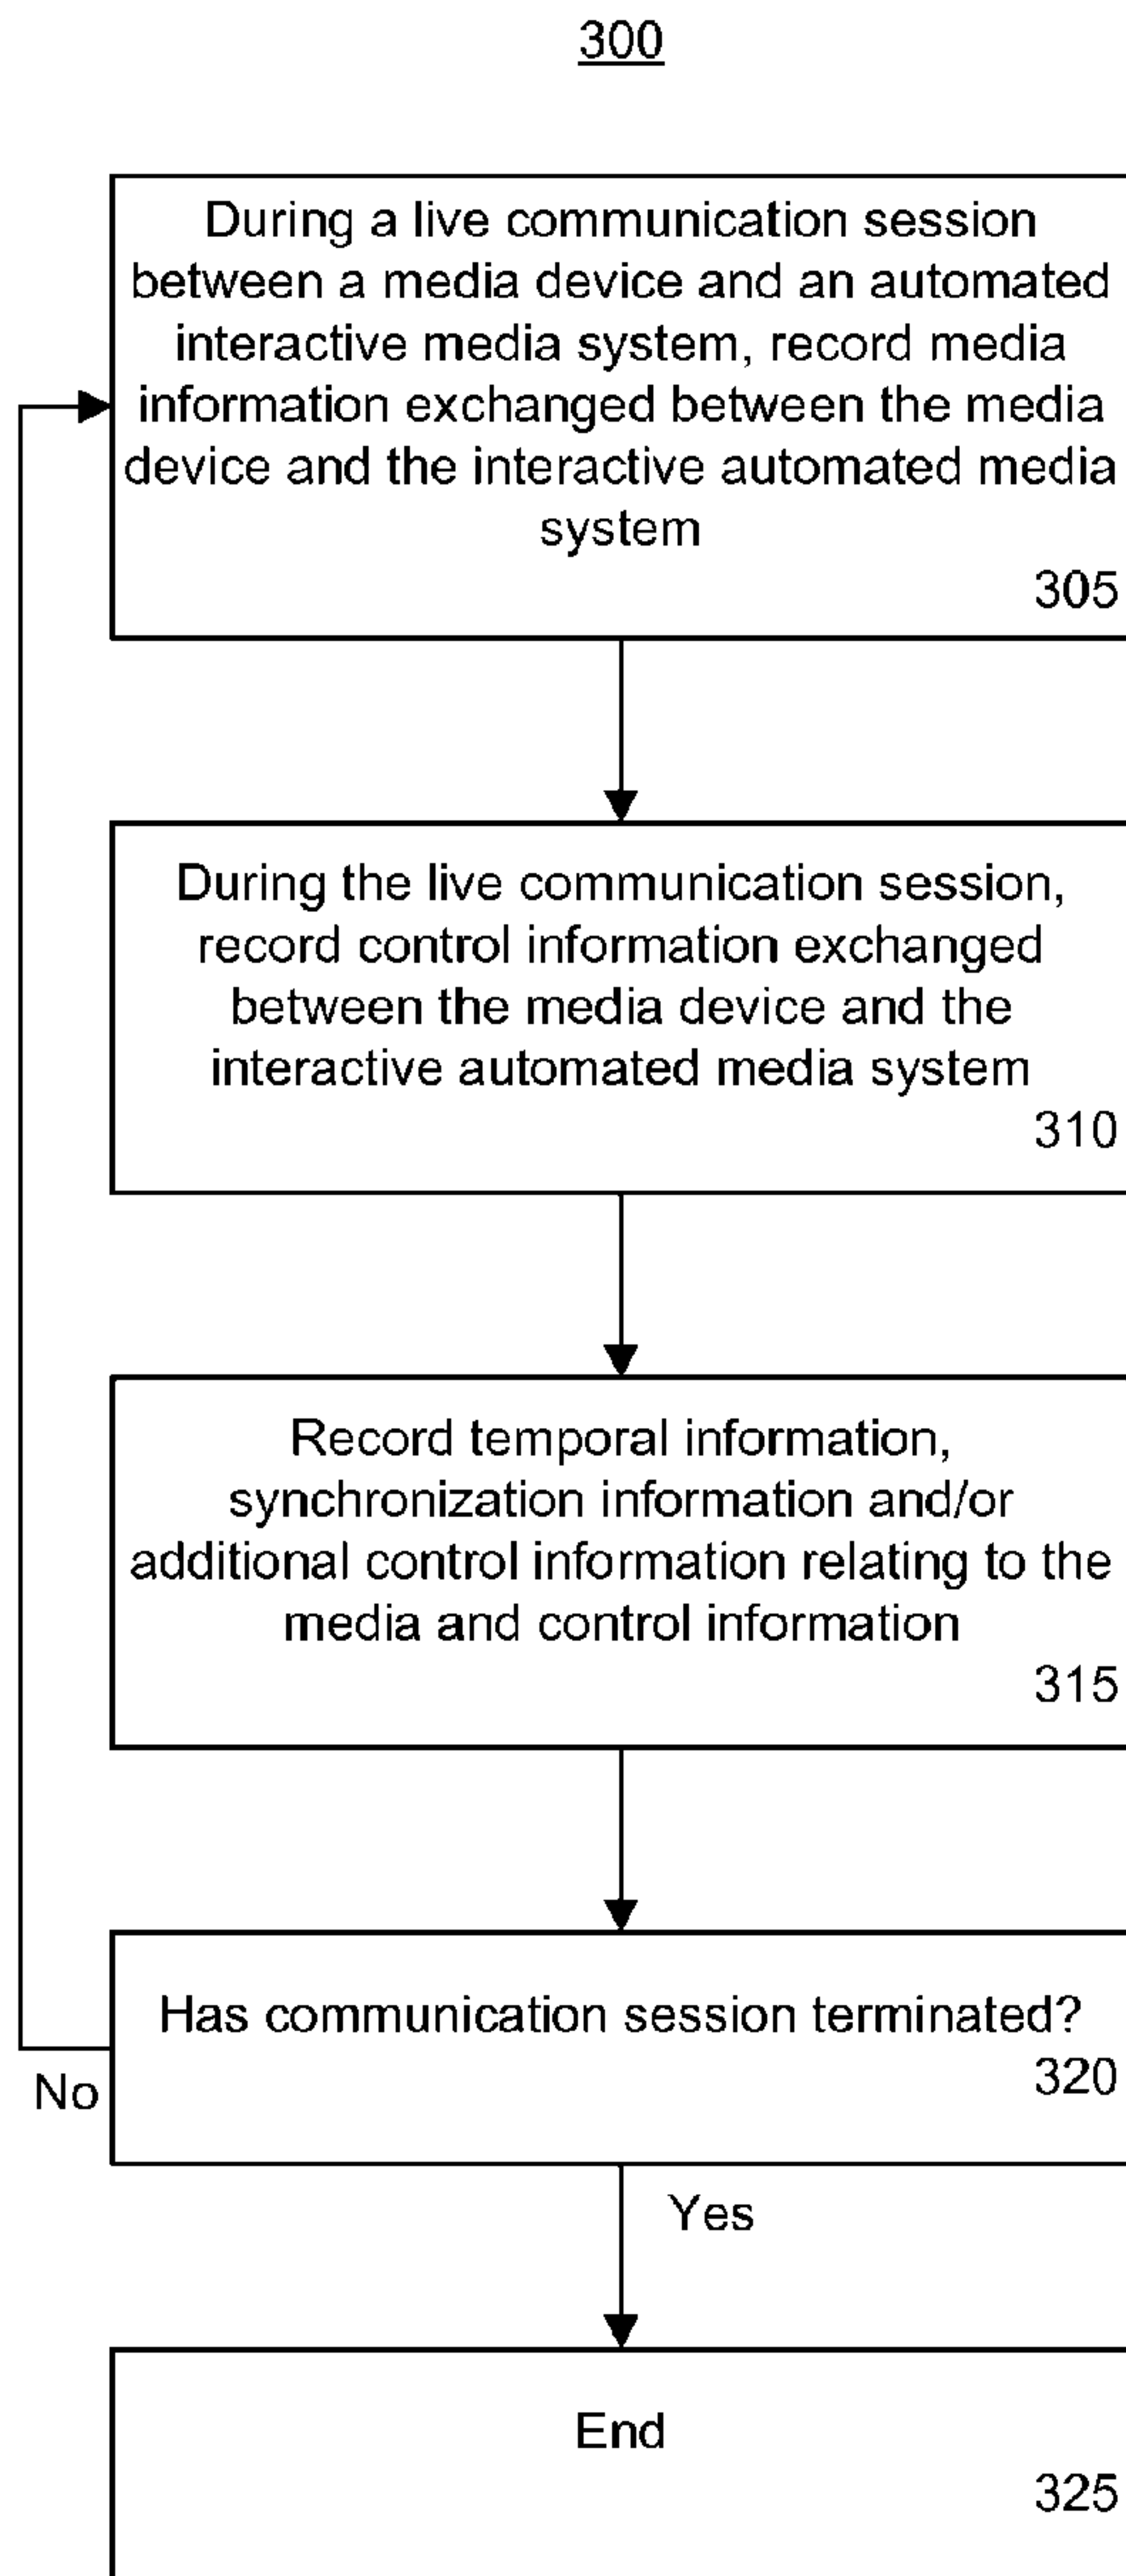 300
During a live communication session
between a media device and an automated
interactive media system, record media
information exchanged between the media
device and the interactive automated media
system
305
During the live communication session,
record control information exchanged
between the media device and the
interactive automated media system
310
Record temporal information,
synchronization information and/or
additional control information relating to the
media and control information
315
Has communication session terminated?
320
No
Yes
End
325